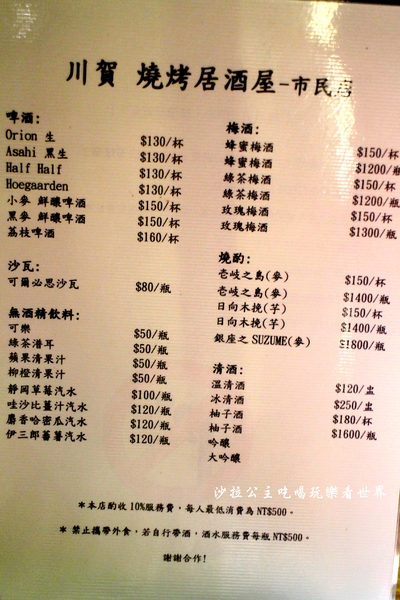 川賀 燒烤居酒屋-市民店
啤酒:
Orion 生 $130/杯
Asahi 黑生 $130/杯
Half Half $130/杯
Hoegaarden $130/杯
小麥 鮮釀啤酒 $150/杯
黑麥 鮮釀啤酒 $150/杯
荔枝啤酒 $160/杯
沙瓦:
可爾必思沙瓦 $80/瓶
無酒精飲料:
可樂 $50/瓶
綠茶 $50/瓶
蘋果清果汁 $50/瓶
柳橙清果汁 $50/瓶
靜岡草莓汽水 $100/瓶
哇沙比薑汁汽水 $120/瓶
麝香哈密瓜汽水 $120/瓶
伊三郎蕃薯汽水 $120/瓶
梅酒:
蜂蜜梅酒 $150/杯
蜂蜜梅酒 $1200/瓶
綠茶梅酒 $150/杯
綠茶梅酒 $1200/瓶
玫瑰梅酒 $150/杯
玫瑰梅酒 $1300/瓶
燒酌:
壱岐之島(麥) $150/杯
壱岐之島(麥) $1400/瓶
日向木挽(芋) $150/杯
日向木挽(芋) $1400/瓶
銀座之 SUZUME(麥) $1800/瓶
清酒:
溫清酒 $120/盅
冰清酒 $250/盅
柚子酒 $180/杯
柚子酒 $1600/瓶
吟釀
大吟釀
沙拉公主吃喝玩樂看世界
*本店酌收 10%服務費，每人最低消費為 NT$500。
* 禁止攜帶外食，若自行帶酒，酒水服務費每瓶 NT$500。
謝謝合作!